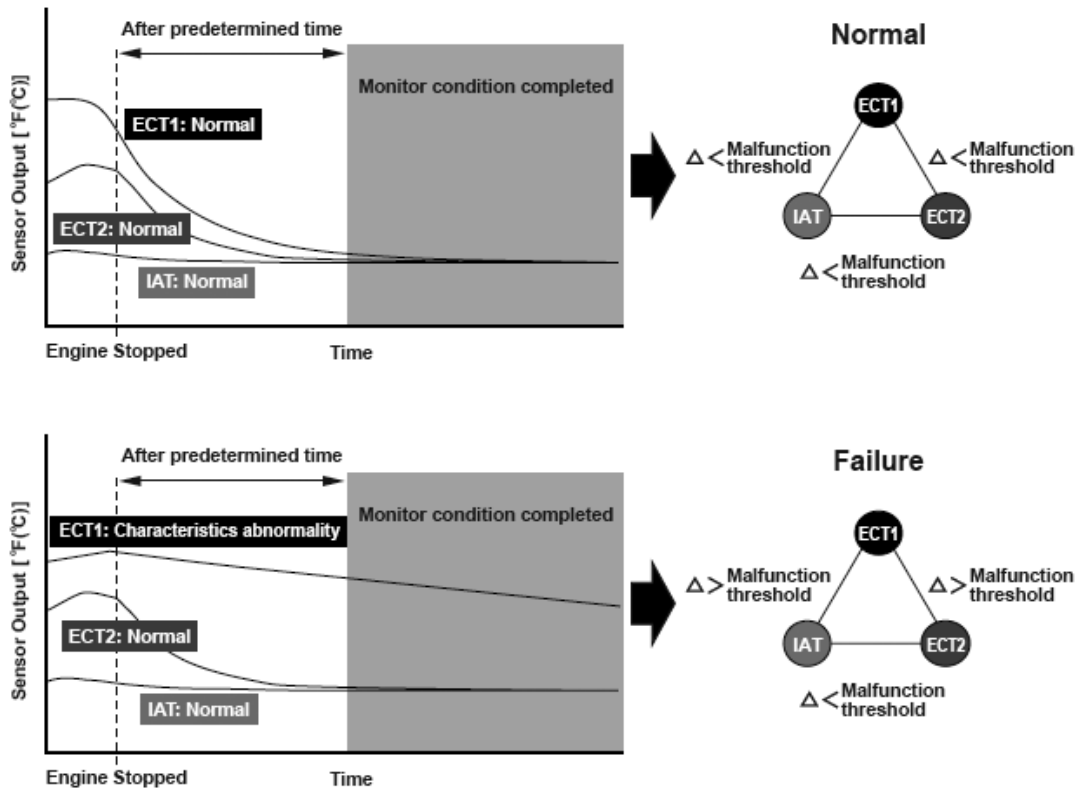 After predetermined time
Monitor condition completed
ECT1: Normal
ECT2: Normal
IAT: Normal
Sensor Output [ °F(°C)]
Engine Stopped
Time
Normal
ECT1
IAT
ECT2
△ < Malfunction
threshold
△ < Malfunction
threshold
△ < Malfunction
threshold
After predetermined time
Monitor condition completed
ECT1: Characteristics abnormality
ECT2: Normal
IAT: Normal
Sensor Output [ °F(°C)]
Engine Stopped
Time
Failure
ECT1
IAT
ECT2
△ > Malfunction
threshold
△ > Malfunction
threshold
△ < Malfunction
threshold